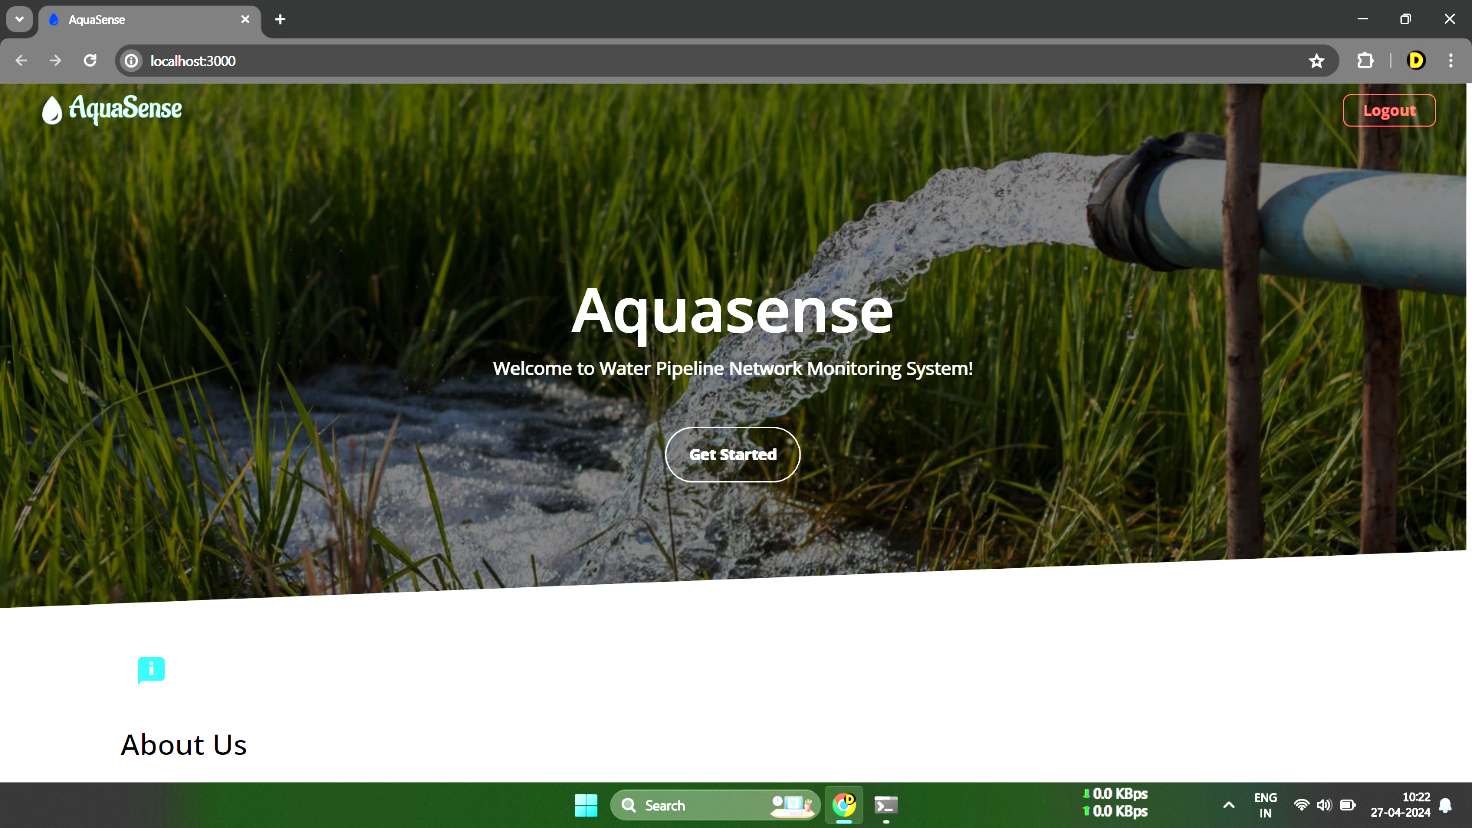 AquaSense
localhost:3000
D
AquaSense
Logout
Aquasense
Welcome to Water Pipeline Network Monitoring System!
Get Started
i
About Us
Search
D
0.0 KBps
0.0 KBps
ENG
IN
10:22
27-04-2024